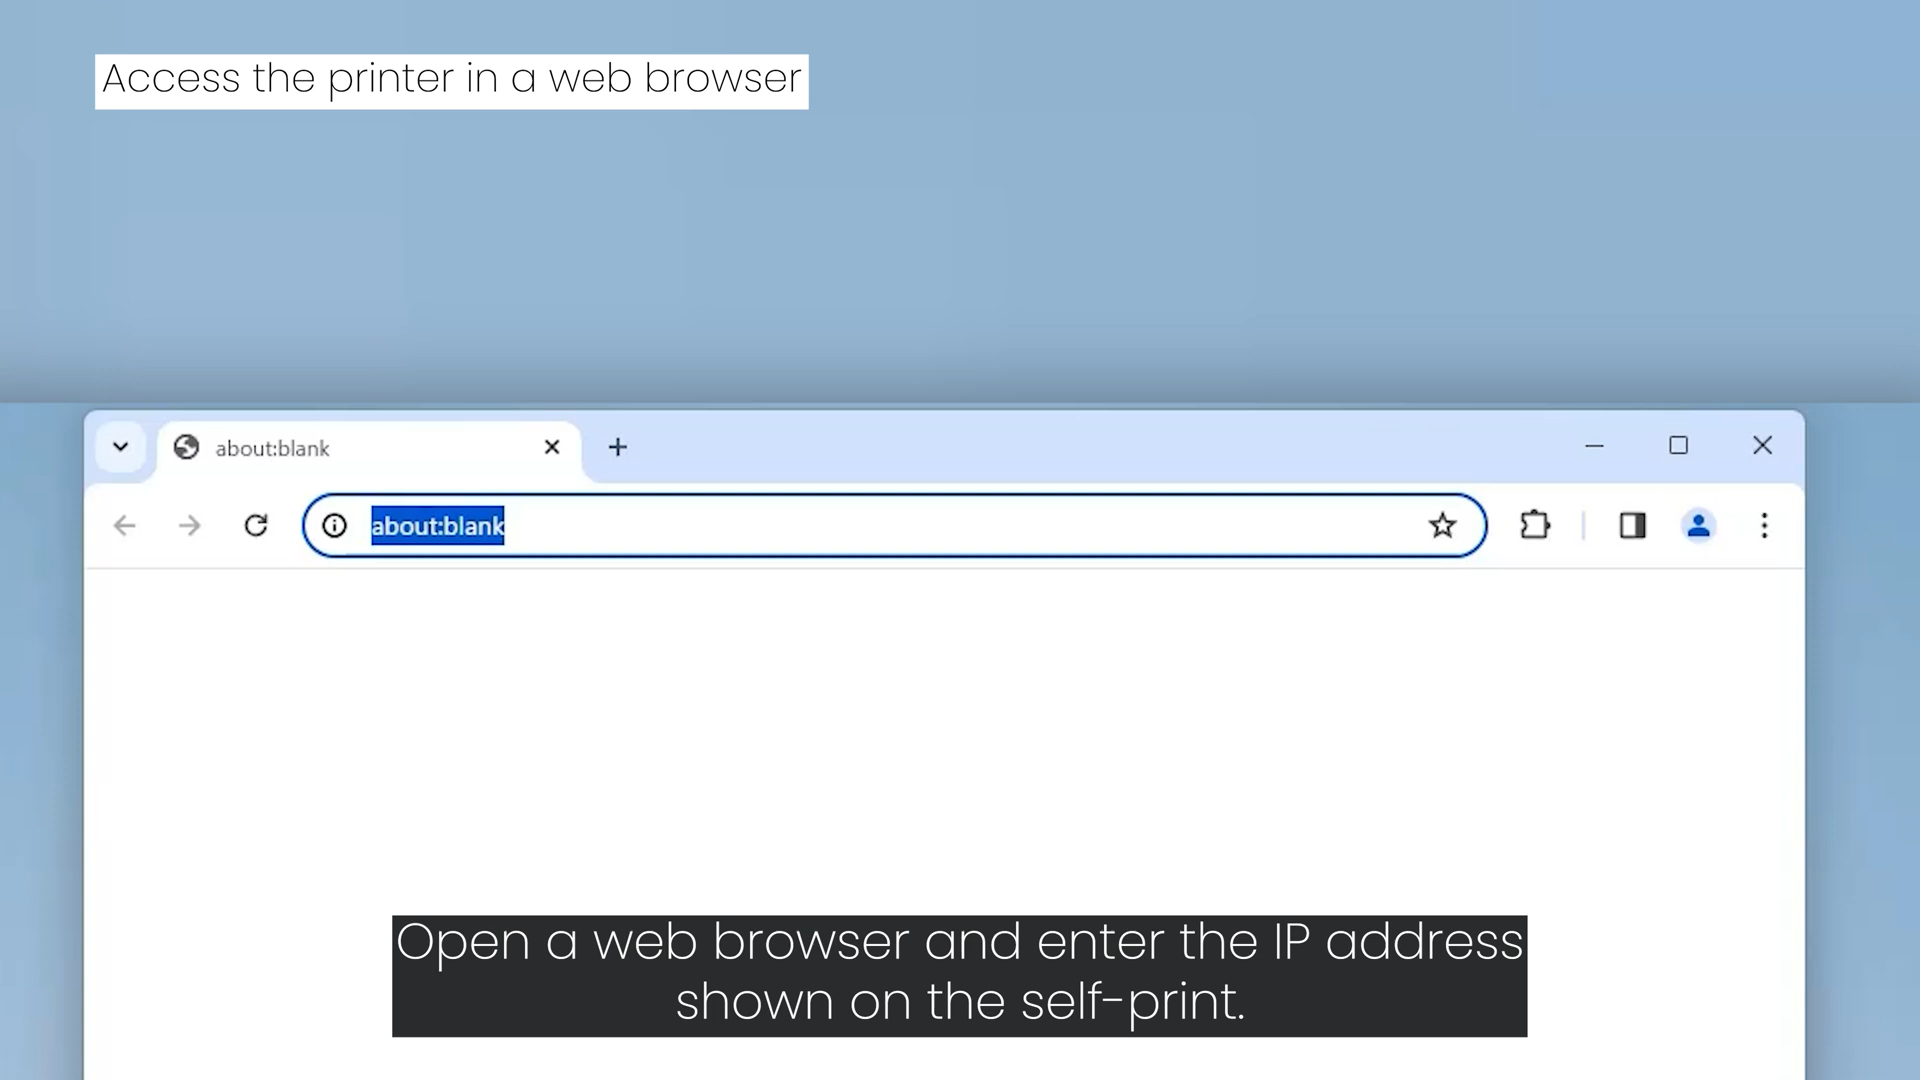 Access the printer in a web browser
about:blank
about:blank
Open a web browser and enter the IP address
shown on the self-print.